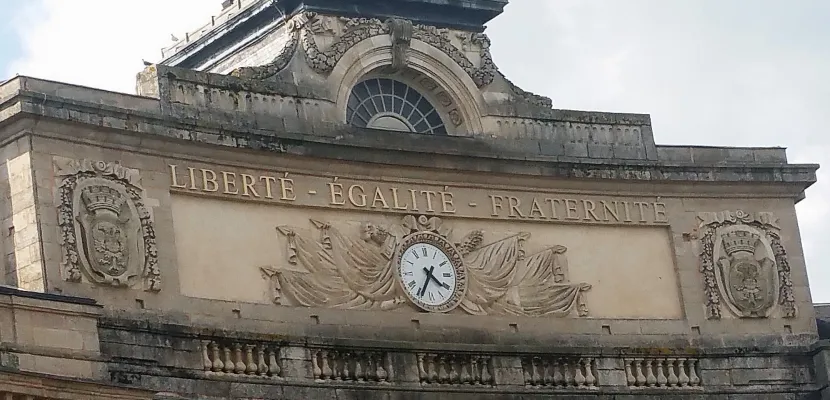 LIBERTÉ - ÉGALITÉ - FRATERNITÉ